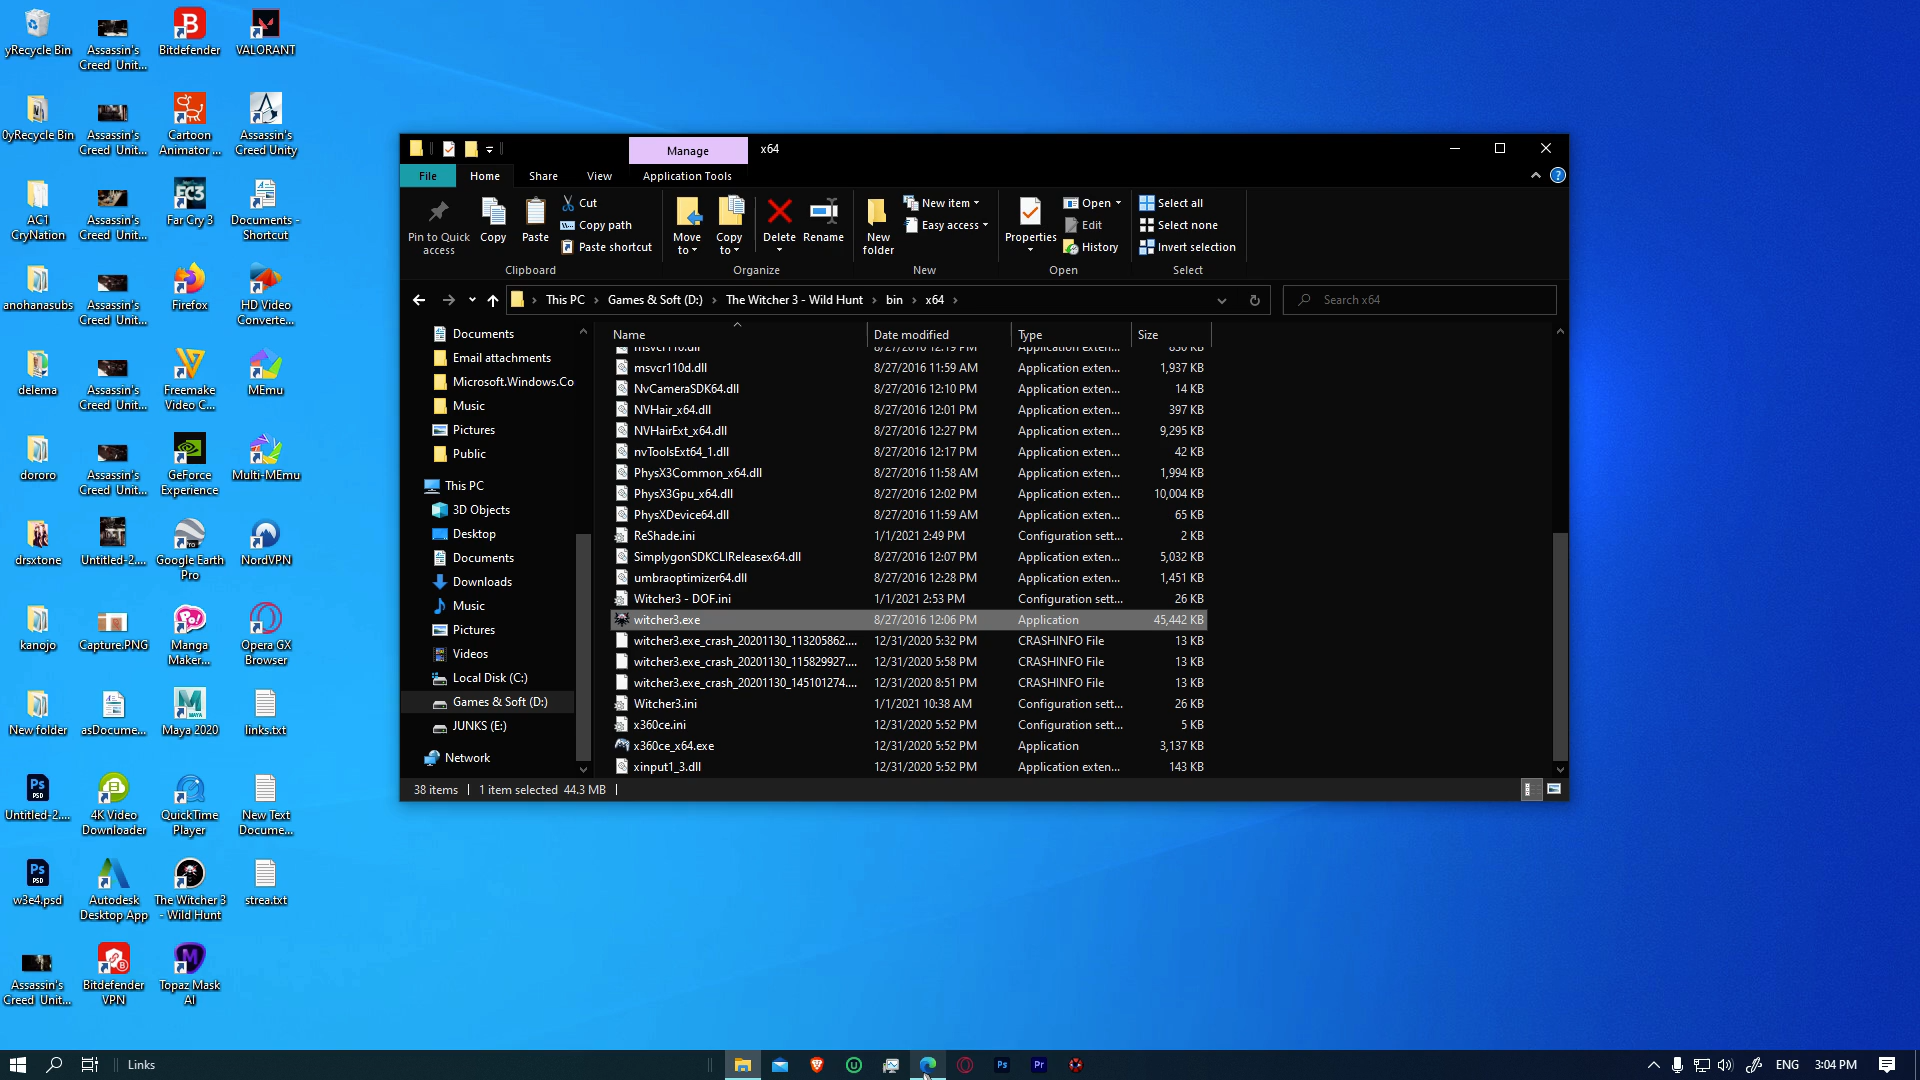 yRecycle Bin
Assassin's
Creed Unit...
Bitdefender
VALORANT
0yRecycle Bin
Assassin's
Creed Unit...
Cartoon
Animator ...
Assassin's
Creed Unity
AC1
CryNation
Assassin's
Creed Unit...
Far Cry 3
Documents -
Shortcut
anohanasubs
Assassin's
Creed Unit...
Firefox
HD Video
Converte...
delema
Assassin's
Creed Unit...
Freemake
Video C...
MEmu
dororo
Assassin's
Creed Unit...
GeForce
Experience
Multi-MEmu
drsxtone
Untitled-2....
Google Earth
Pro
NordVPN
kanojo
Capture.PNG
Manga
Maker...
Opera GX
Browser
New folder
asDocume...
Maya 2020
links.txt
Untitled-2....
4K Video
Downloader
QuickTime
Player
New Text
Docume...
w3e4.psd
Autodesk
Desktop App
The Witcher 3
- Wild Hunt
strea.txt
Assassin's
Creed Unit...
Bitdefender
VPN
Topaz Mask
AI
Manage
x64
File
Home
Share
View
Application Tools
Pin to Quick
access
Copy
Paste
Cut
Copy path
Paste shortcut
Clipboard
Move
to
Copy
to
Delete
Rename
Organize
New
folder
New item
Easy access
New
Properties
Open
Edit
History
Open
Select all
Select none
Invert selection
Select
This PC > Games & Soft (D:) > The Witcher 3 - Wild Hunt > bin > x64 >
Search x64
Documents
Email attachments
Microsoft.Windows.Co
Music
Pictures
Public
This PC
3D Objects
Desktop
Documents
Downloads
Music
Pictures
Videos
Local Disk (C:)
Games & Soft (D:)
JUNKS (E:)
Network
Name Date modified Type Size
msvcr110.dll 8/27/2016 12:19 PM Application exten... 830 KB
msvcr110d.dll 8/27/2016 11:59 AM Application exten... 1,937 KB
NvCameraSDK64.dll 8/27/2016 12:10 PM Application exten... 14 KB
NVHair_x64.dll 8/27/2016 12:01 PM Application exten... 397 KB
NVHairExt_x64.dll 8/27/2016 12:27 PM Application exten... 9,295 KB
nvToolsExt64_1.dll 8/27/2016 12:17 PM Application exten... 42 KB
PhysX3Common_x64.dll 8/27/2016 11:58 AM Application exten... 1,994 KB
PhysX3Gpu_x64.dll 8/27/2016 12:02 PM Application exten... 10,004 KB
PhysXDevice64.dll 8/27/2016 11:59 AM Application exten... 65 KB
ReShade.ini 1/1/2021 2:49 PM Configuration sett... 2 KB
SimplygonSDKCLIReleasex64.dll 8/27/2016 12:07 PM Application exten... 5,032 KB
umbraoptimizer64.dll 8/27/2016 12:28 PM Application exten... 1,451 KB
Witcher3 - DOF.ini 1/1/2021 2:53 PM Configuration sett... 26 KB
witcher3.exe 8/27/2016 12:06 PM Application 45,442 KB
witcher3.exe_crash_20201130_113205862.... 12/31/2020 5:32 PM CRASHINFO File 13 KB
witcher3.exe_crash_20201130_115829927.... 12/31/2020 5:58 PM CRASHINFO File 13 KB
witcher3.exe_crash_20201130_145101274.... 12/31/2020 8:51 PM CRASHINFO File 13 KB
Witcher3.ini 1/1/2021 10:38 AM Configuration sett... 26 KB
x360ce.ini 12/31/2020 5:52 PM Configuration sett... 5 KB
x360ce_x64.exe 12/31/2020 5:52 PM Application 3,137 KB
xinput1_3.dll 12/31/2020 5:52 PM Application exten... 143 KB
38 items 1 item selected 44.3 MB
Links
Ps
Pr
ENG
3:04 PM